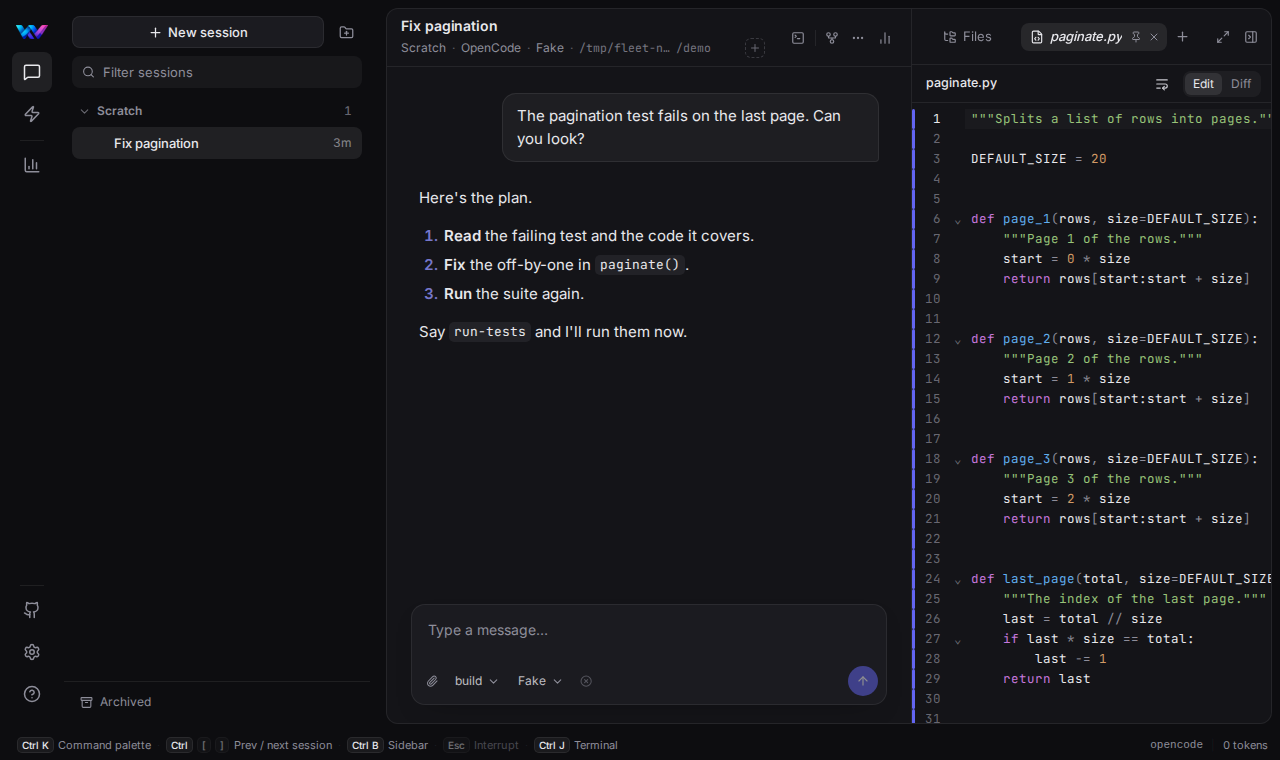 New session
Filter sessions
Scratch 1
Fix pagination 3m
Archived
Fix pagination
Scratch · OpenCode · Fake · /tmp/fleet-n… /demo
The pagination test fails on the last page. Can
you look?
Here's the plan.
1. Read the failing test and the code it covers.
2. Fix the off-by-one in paginate().
3. Run the suite again.
Say run-tests and I'll run them now.
Type a message...
build Fake
Files paginate.py
paginate.py Edit Diff
1 """Splits a list of rows into pages.""
2
3 DEFAULT_SIZE = 20
4
5
6 def page_1(rows, size=DEFAULT_SIZE):
7 """Page 1 of the rows."""
8 start = 0 * size
9 return rows[start:start + size]
10
11
12 def page_2(rows, size=DEFAULT_SIZE):
13 """Page 2 of the rows."""
14 start = 1 * size
15 return rows[start:start + size]
16
17
18 def page_3(rows, size=DEFAULT_SIZE):
19 """Page 3 of the rows."""
20 start = 2 * size
21 return rows[start:start + size]
22
23
24 def last_page(total, size=DEFAULT_SIZE
25 """The index of the last page."""
26 last = total // size
27 if last * size == total:
28 last -= 1
29 return last
30
31
Ctrl K Command palette Ctrl [ ] Prev / next session Ctrl B Sidebar Esc Interrupt Ctrl J Terminal opencode 0 tokens